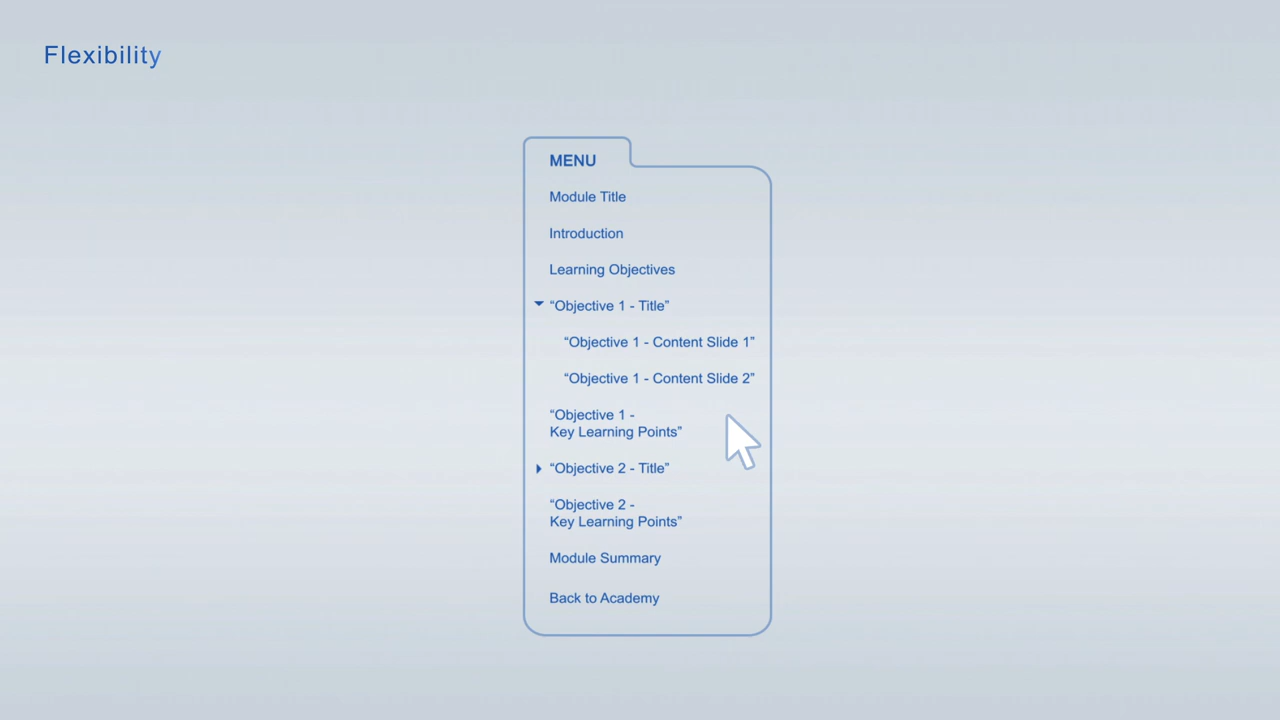 Flexibility
MENU
Module Title
Introduction
Learning Objectives
“Objective 1 - Title”
“Objective 1 - Content Slide 1”
“Objective 1 - Content Slide 2”
“Objective 1 -
Key Learning Points”
“Objective 2 - Title”
“Objective 2 -
Key Learning Points”
Module Summary
Back to Academy